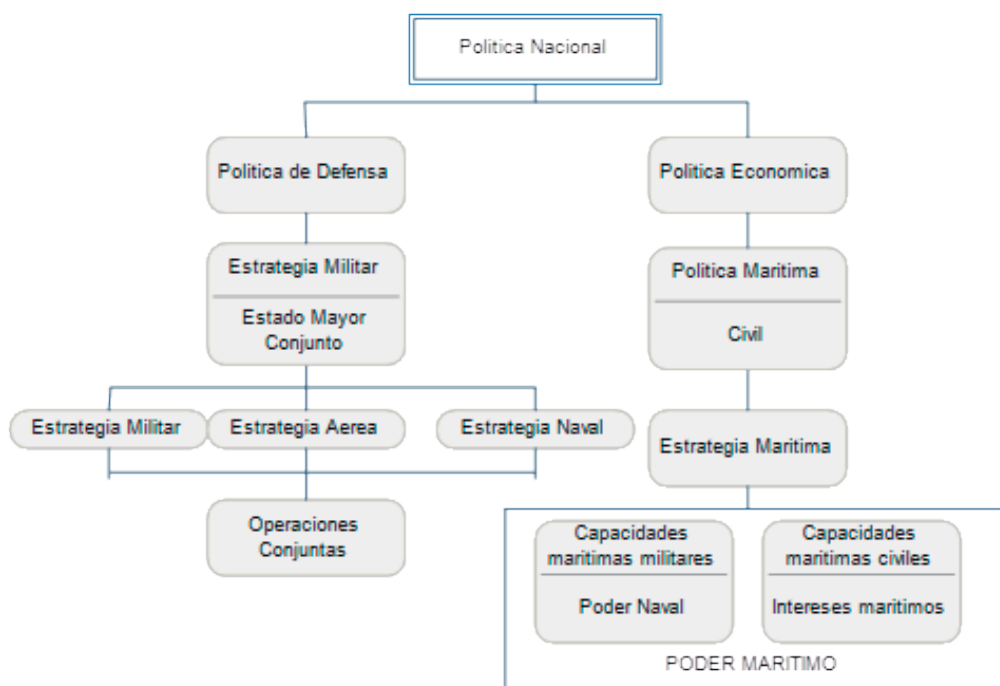 Politica Nacional
Politica de Defensa
Politica Economica
Estrategia Militar
Estado Mayor
Conjunto
Politica Maritima
Civil
Estrategia Militar
Estrategia Aerea
Estrategia Naval
Estrategia Maritima
Operaciones
Conjuntas
Capacidades
maritimas militares
Poder Naval
Capacidades
maritimas civiles
Intereses maritimos
PODER MARITIMO